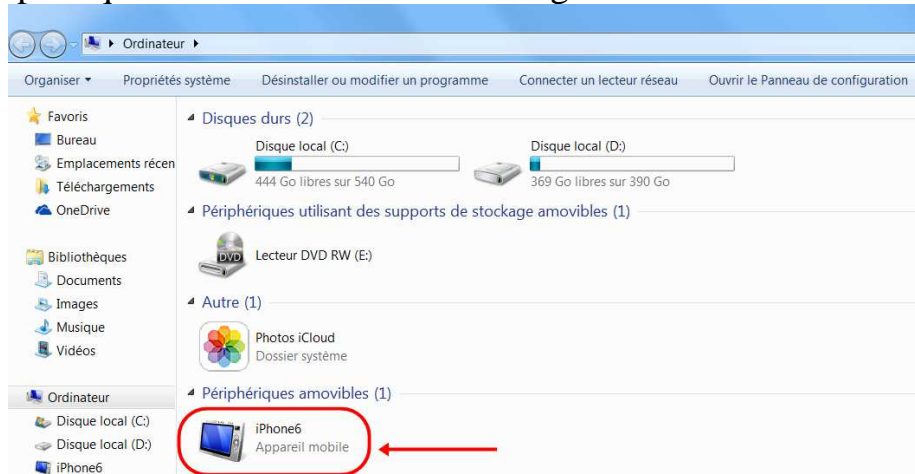 Ordinateur
Organiser Propriétés système Désinstaller ou modifier un programme Connecter un lecteur réseau Ouvrir le Panneau de configuration
Favoris
Bureau
Emplacements récen
Téléchargements
OneDrive
Bibliothèques
Documents
Images
Musique
Vidéos
Ordinateur
Disque local (C:)
Disque local (D:)
iPhone6
Disques durs (2)
Disque local (C:)
444 Go libres sur 540 Go
Disque local (D:)
369 Go libres sur 390 Go
Périphériques utilisant des supports de stockage amovibles (1)
DVD
Lecteur DVD RW (E:)
Autre (1)
Photos iCloud
Dossier système
Périphériques amovibles (1)
iPhone6
Appareil mobile